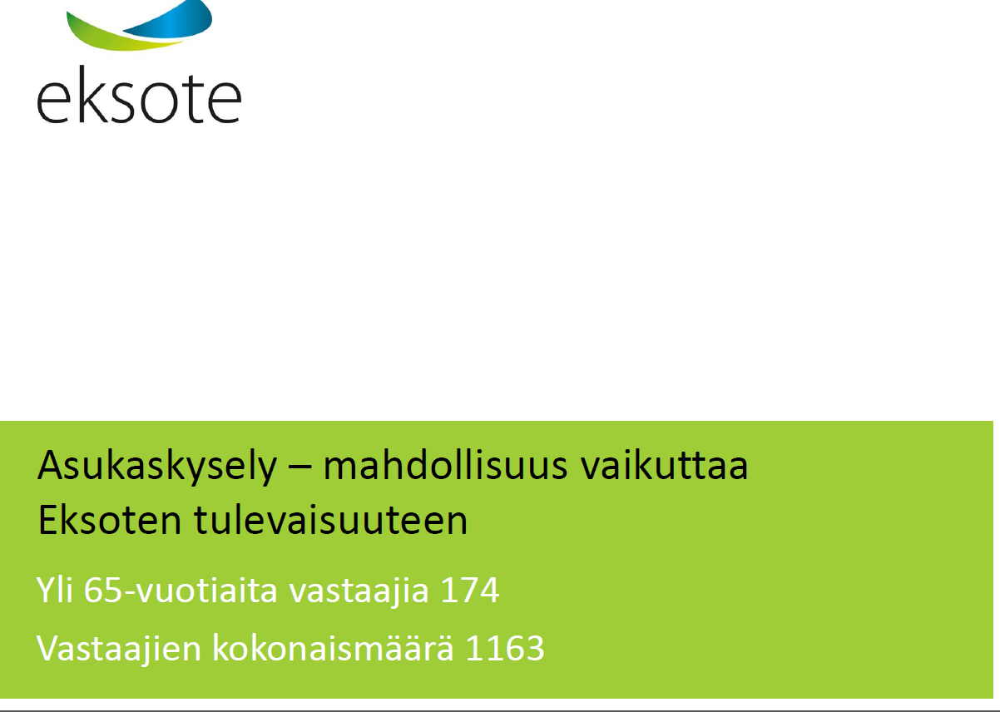 eksote
Asukaskysely – mahdollisuus vaikuttaa
Eksoten tulevaisuuteen
Yli 65-vuotiaita vastaajia 174
Vastaajien kokonaismäärä 1163